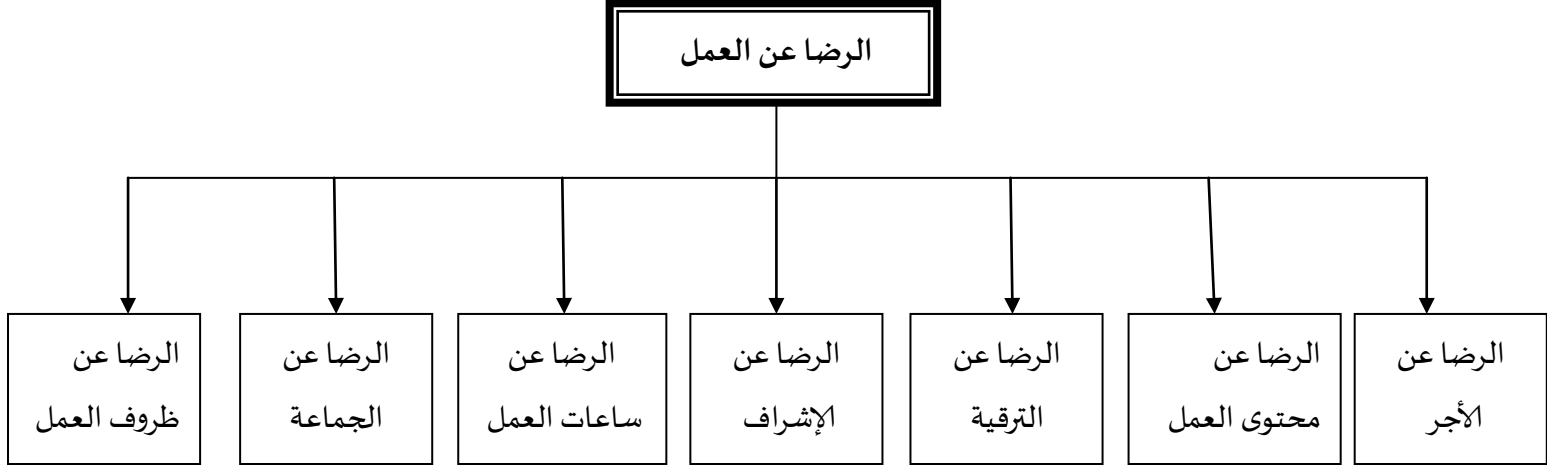 الرضا عن العمل
الرضا عن
الأجر
الرضا عن
محتوى العمل
الرضا عن
الترقية
الرضا عن
الإشراف
الرضا عن
ساعات العمل
الرضا عن
الجماعة
الرضا عن
ظروف العمل